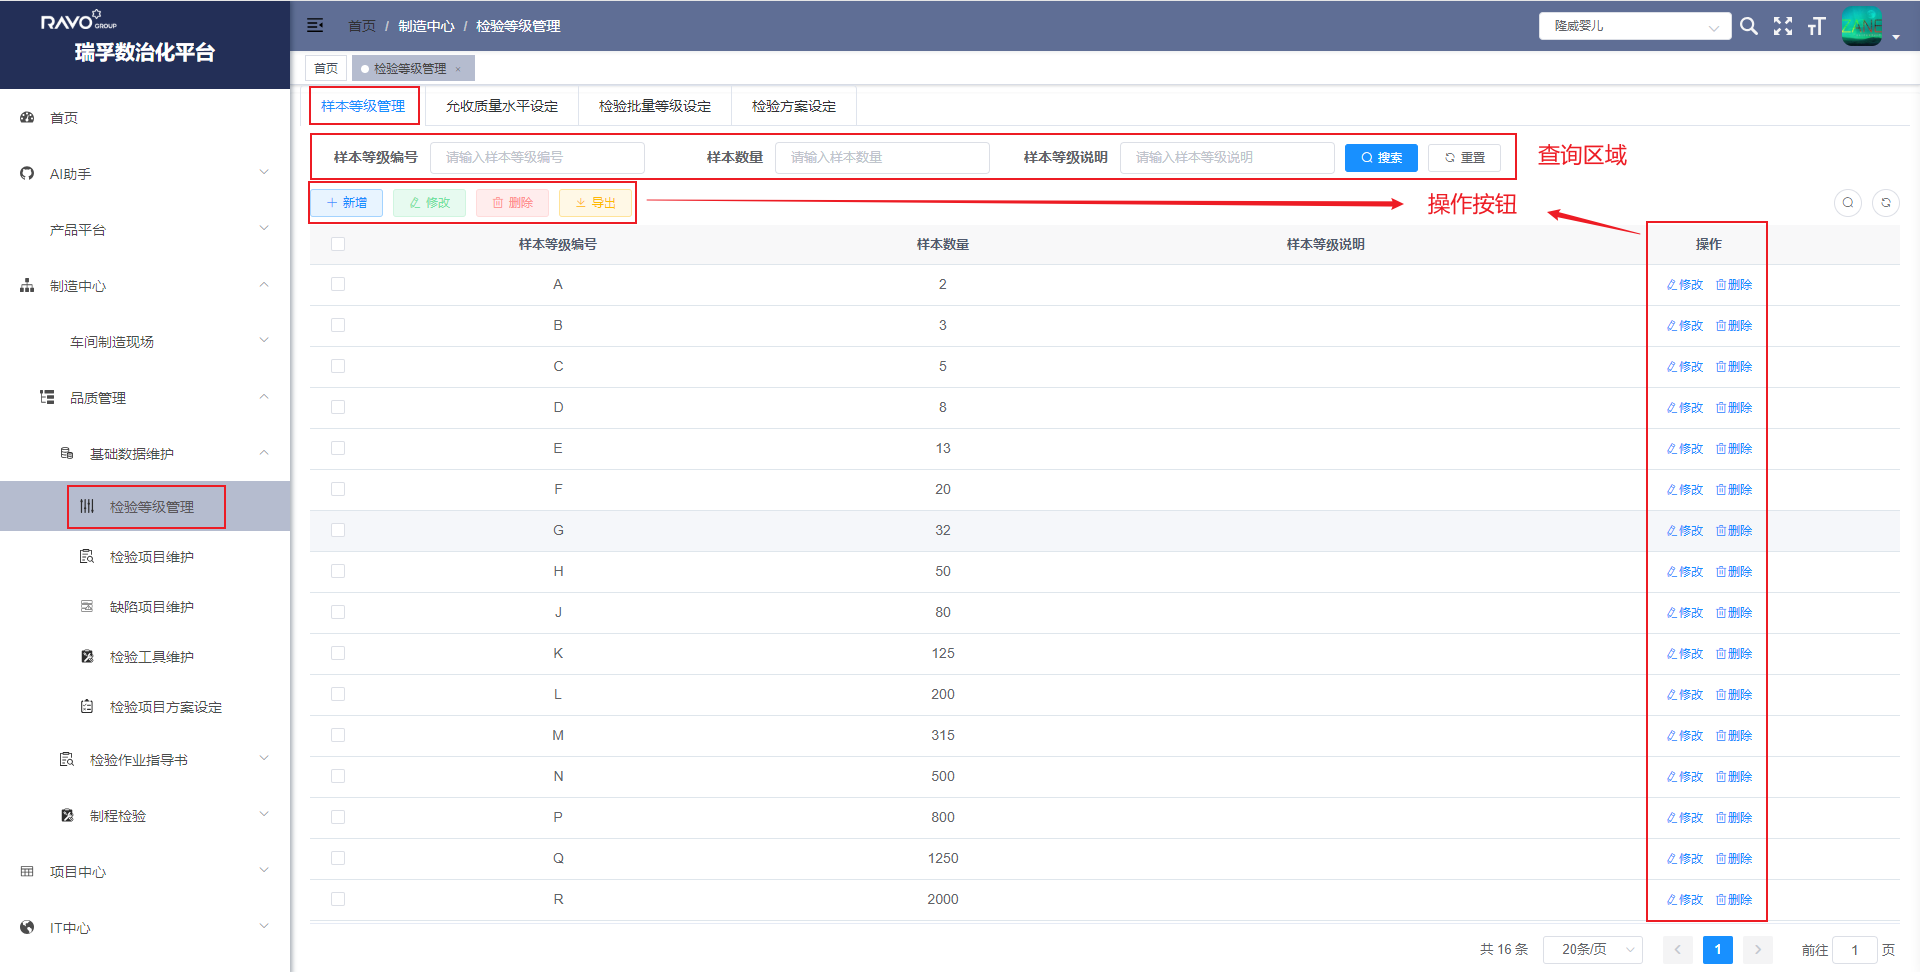 RAVO GROUP
瑞孚数治化平台
首页 / 制造中心 / 检验等级管理
隆威婴儿
ZANE
首页
检验等级管理 ×
首页
AI助手
产品平台
制造中心
车间制造现场
品质管理
基础数据维护
检验等级管理
检验项目维护
缺陷项目维护
检验工具维护
检验项目方案设定
检验作业指导书
制程检验
项目中心
IT中心
样本等级管理 允收质量水平设定 检验批量等级设定 检验方案设定
样本等级编号 请输入样本等级编号 样本数量 请输入样本数量 样本等级说明 请输入样本等级说明 搜索 重置 查询区域
新增 修改 删除 导出 操作按钮
样本等级编号 样本数量 样本等级说明 操作
A 2 修改 删除
B 3 修改 删除
C 5 修改 删除
D 8 修改 删除
E 13 修改 删除
F 20 修改 删除
G 32 修改 删除
H 50 修改 删除
J 80 修改 删除
K 125 修改 删除
L 200 修改 删除
M 315 修改 删除
N 500 修改 删除
P 800 修改 删除
Q 1250 修改 删除
R 2000 修改 删除
共 16 条 20条/页 < 1 > 前往 1 页